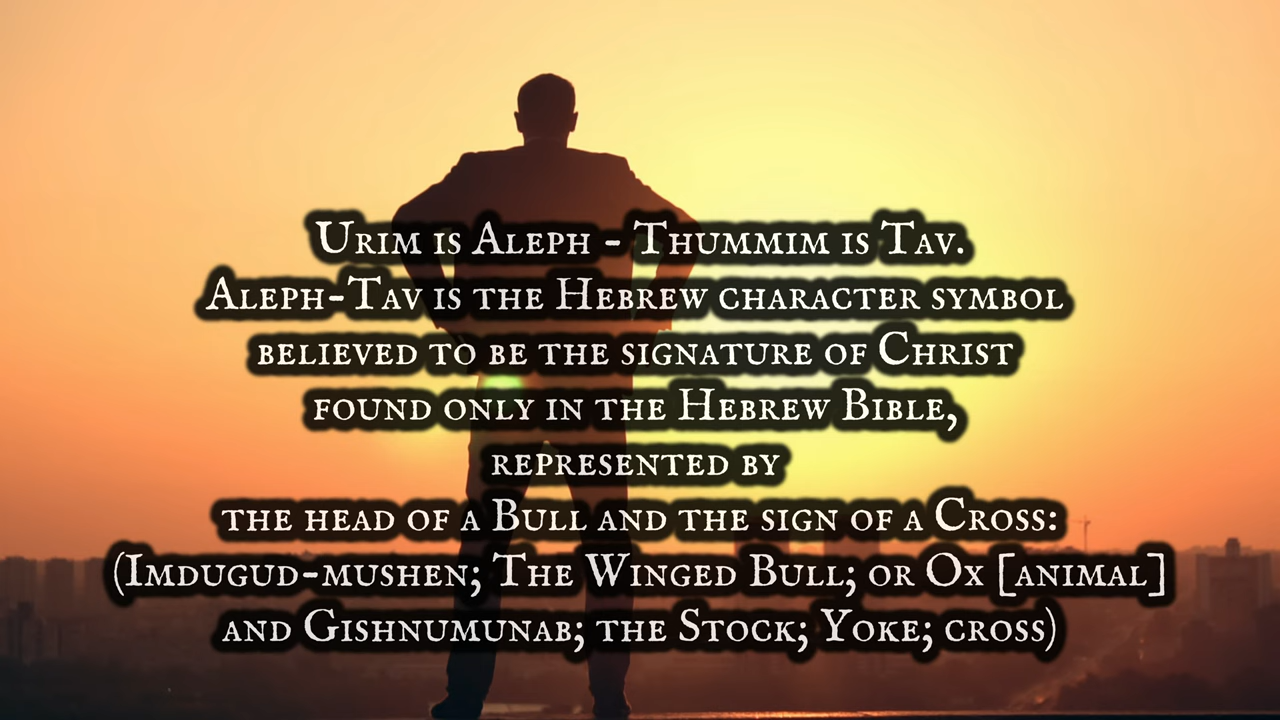 Urim is Aleph - Thummim is Tav.
Aleph-Tav is the Hebrew character symbol
believed to be the signature of Christ
found only in the Hebrew Bible,
represented by
the head of a Bull and the sign of a Cross:
(Imdugud-mushen; The Winged Bull; or Ox [animal]
and Gishnumunab; the Stock; Yoke; cross)